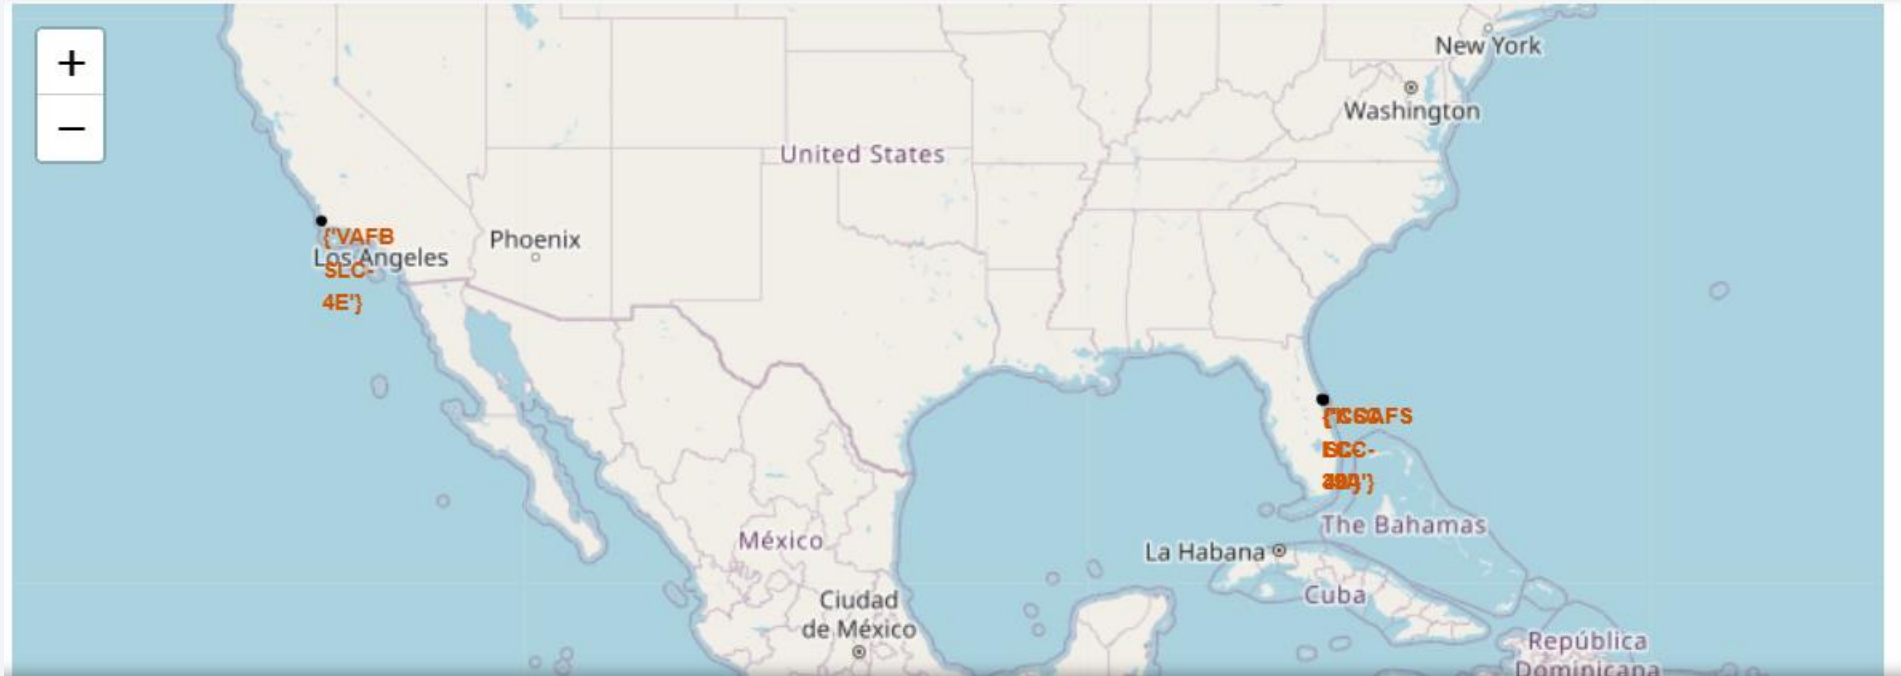 +
−
New York
Washington
United States
Phoenix
{'VAFB
Los Angeles
SLC-
4E'}
México
Ciudad
de México
La Habana
The Bahamas
Cuba
República
Dominicana